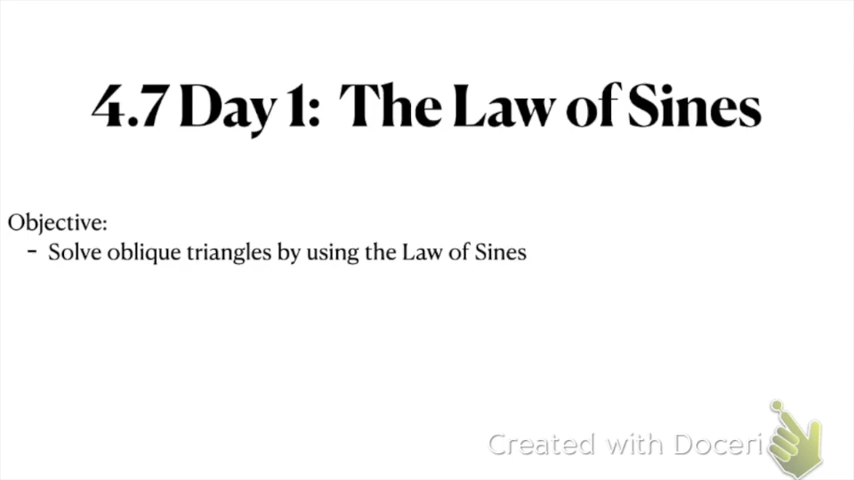 4.7 Day 1: The Law of Sines
Objective:
- Solve oblique triangles by using the Law of Sines
Created with Doceri